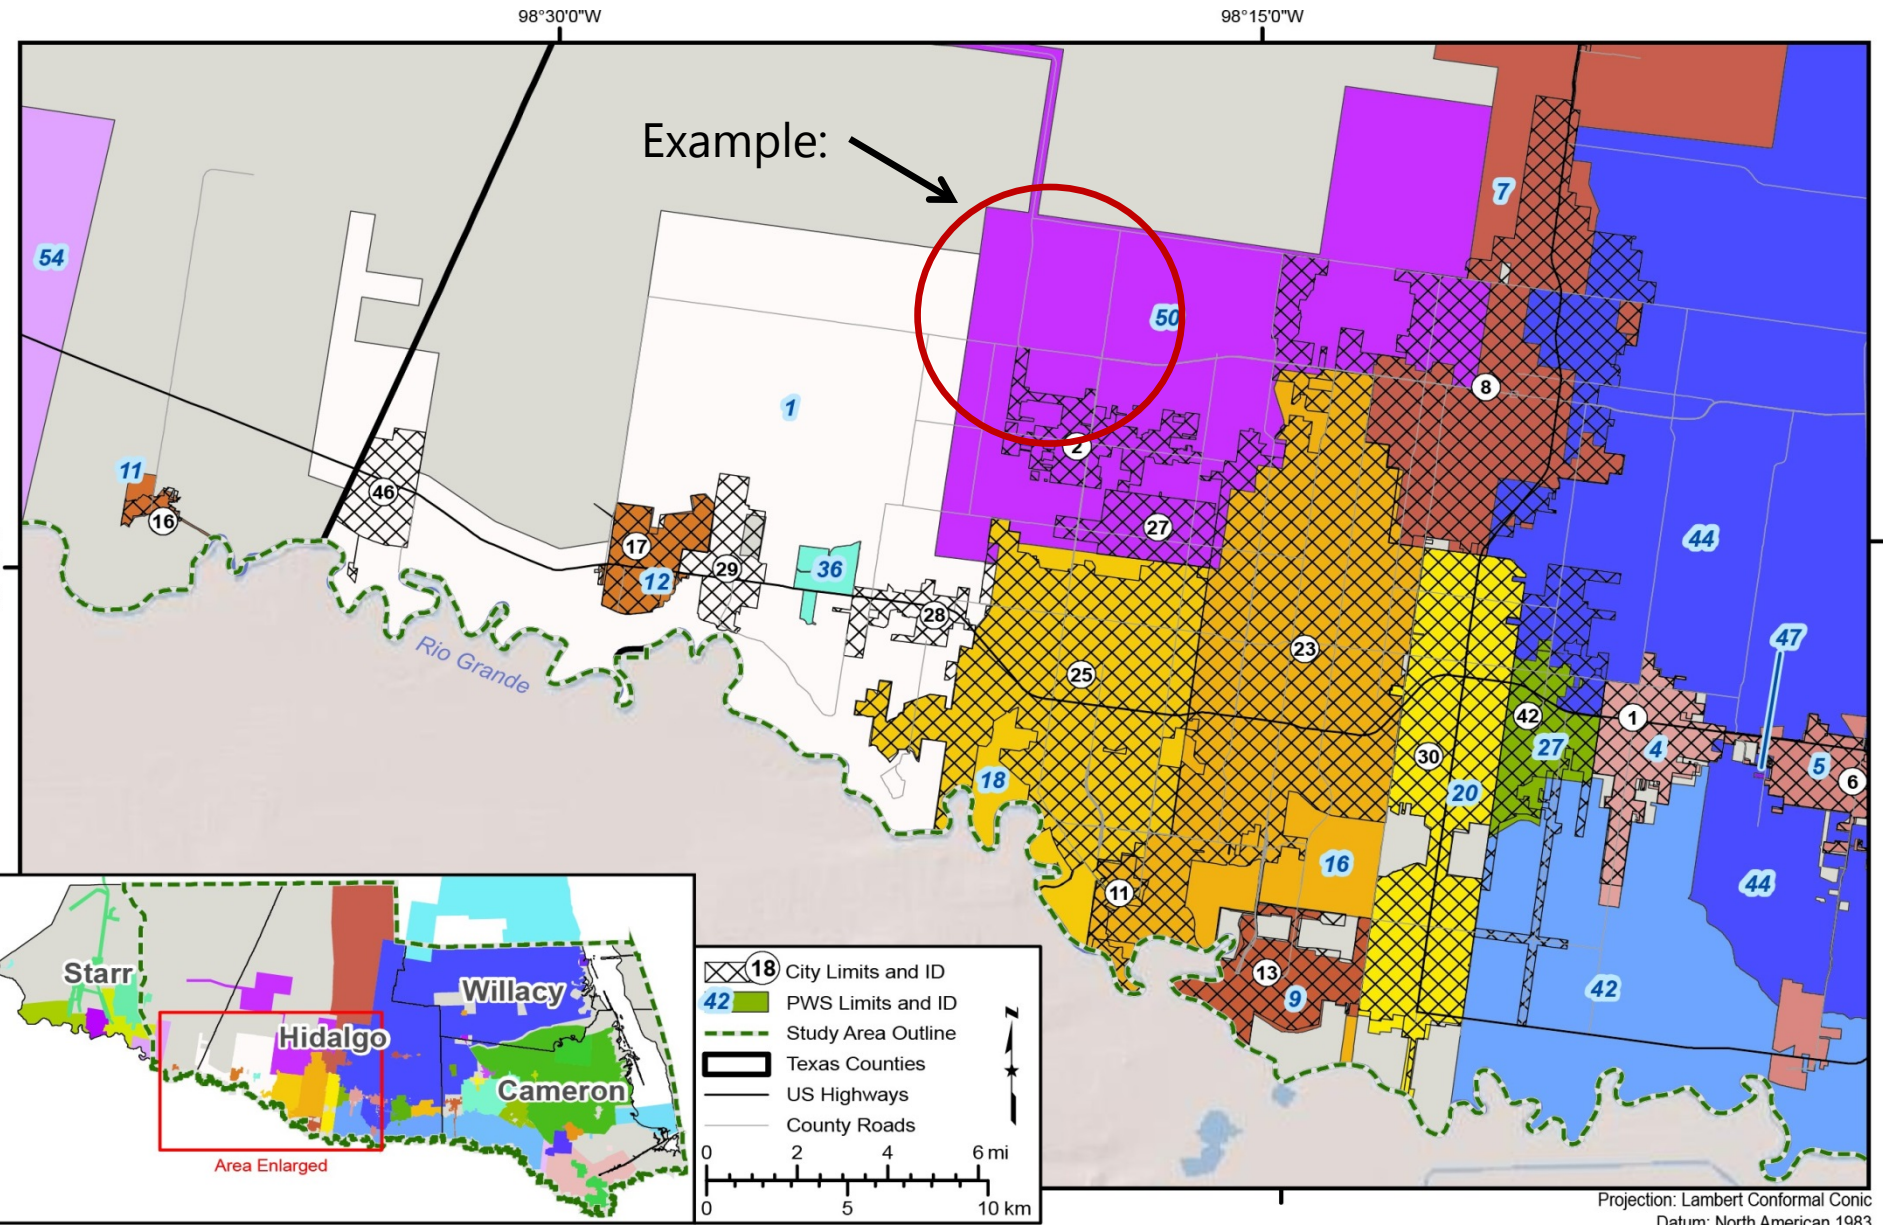 98°30'0"W
98°15'0"W
Example:
7
54
50
1
8
11
2
46
16
27
44
17
12
29
36
28
47
Rio Grande
23
25
42
1
27
4
5
6
30
18
20
16
44
11
13
9
42
Starr
Willacy
Hidalgo
Cameron
Area Enlarged
18 City Limits and ID
42 PWS Limits and ID
Study Area Outline
Texas Counties
US Highways
County Roads
N
0 2 4 6 mi
0 5 10 km
Projection: Lambert Conformal Conic
Datum: North American 1983